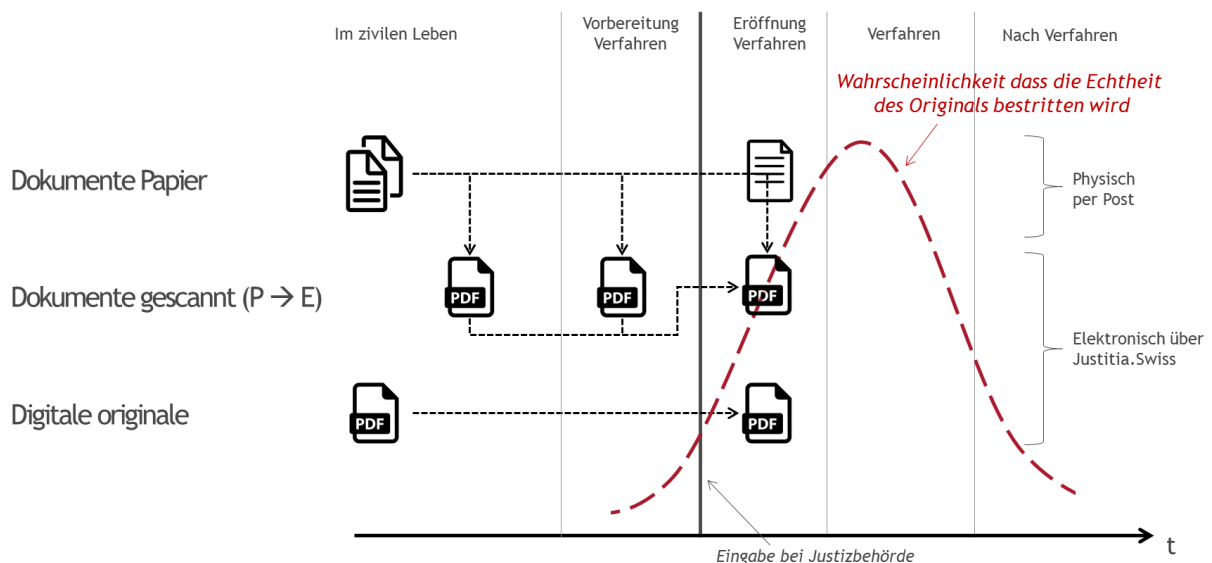 Im zivilen Leben
Vorbereitung
Verfahren
Eröffnung
Verfahren
Verfahren
Nach Verfahren
Wahrscheinlichkeit dass die Echtheit
des Originals bestritten wird
Dokumente Papier
Physisch
per Post
Dokumente gescannt (P → E)
PDF
PDF
PDF
Elektronisch über
Justitia.Swiss
Digitale originale
PDF
PDF
t
Eingabe bei Justizbehörde